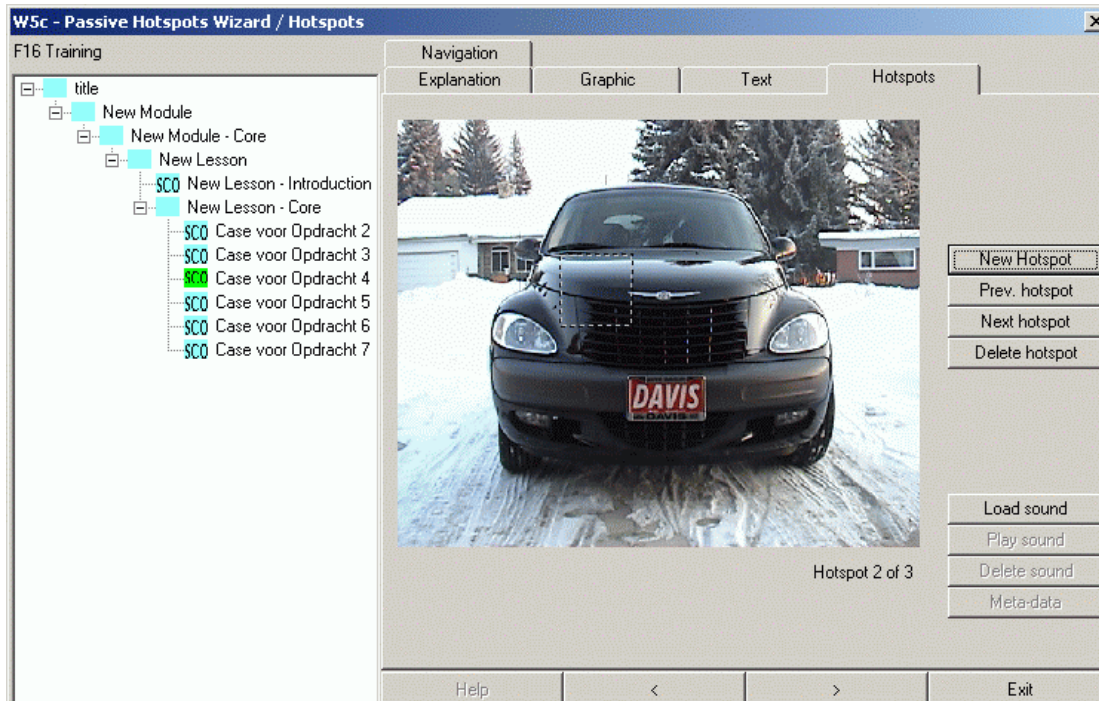 W5c - Passive Hotspots Wizard / Hotspots
F16 Training
title
New Module
New Module - Core
New Lesson
SCO New Lesson - Introduction
New Lesson - Core
SCO Case voor Opdracht 2
SCO Case voor Opdracht 3
SCO Case voor Opdracht 4
SCO Case voor Opdracht 5
SCO Case voor Opdracht 6
SCO Case voor Opdracht 7
Navigation
Explanation Graphic Text Hotspots
DAVIS
DAVIS
New Hotspot
Prev. hotspot
Next hotspot
Delete hotspot
Load sound
Play sound
Delete sound
Meta-data
Hotspot 2 of 3
Help < > Exit